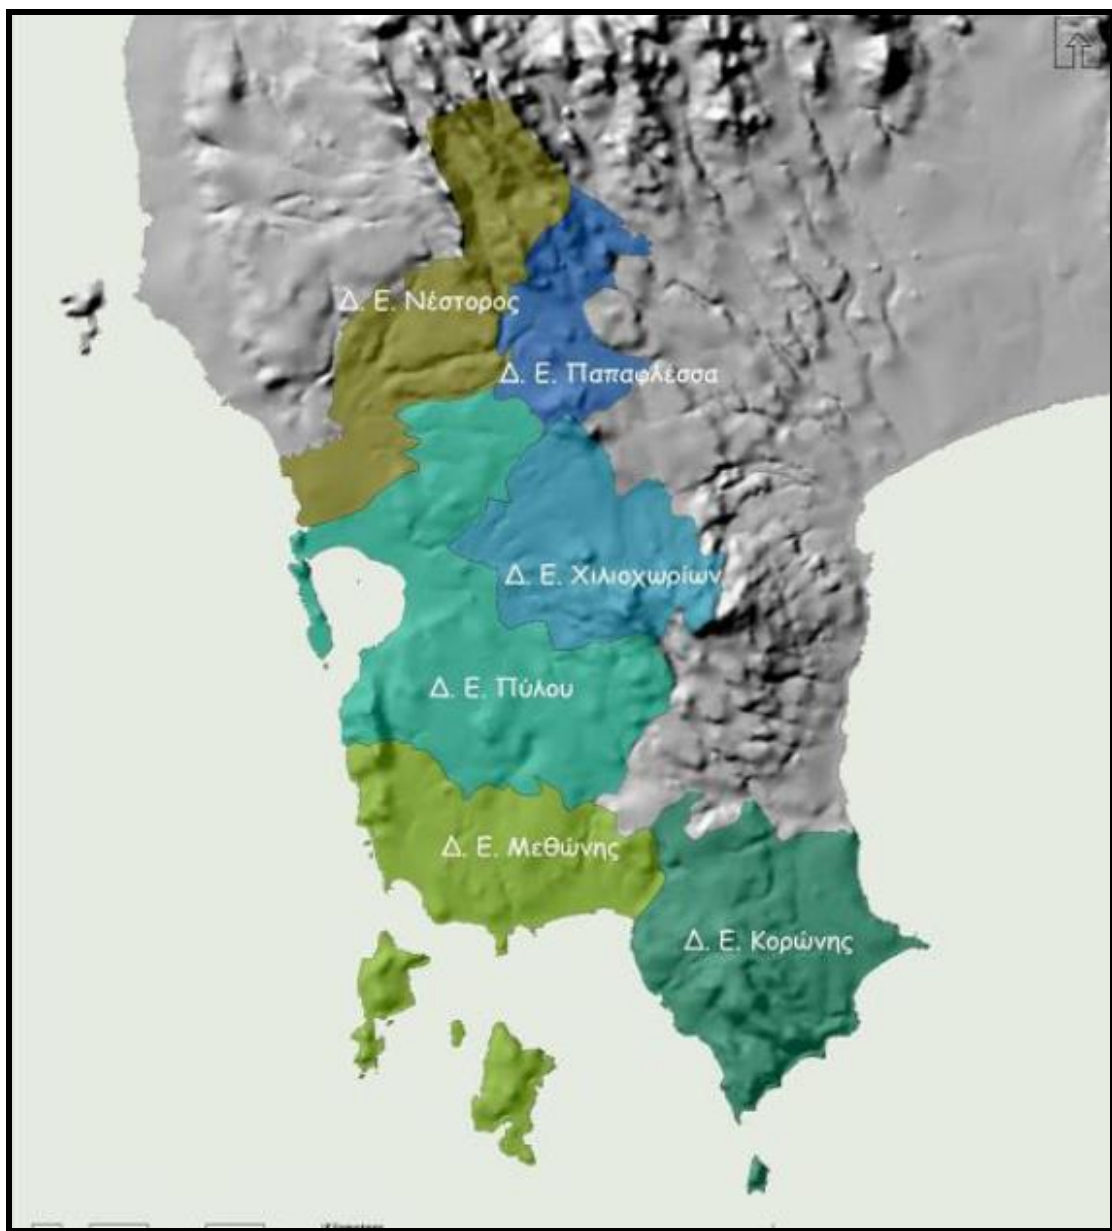 Δ. Ε. Νέστορος
Δ. Ε. Παπαφλέσσα
Δ. Ε. Χιλιοχωρίων
Δ. Ε. Πύλου
Δ. Ε. Μεθώνης
Δ. Ε. Κορώνης